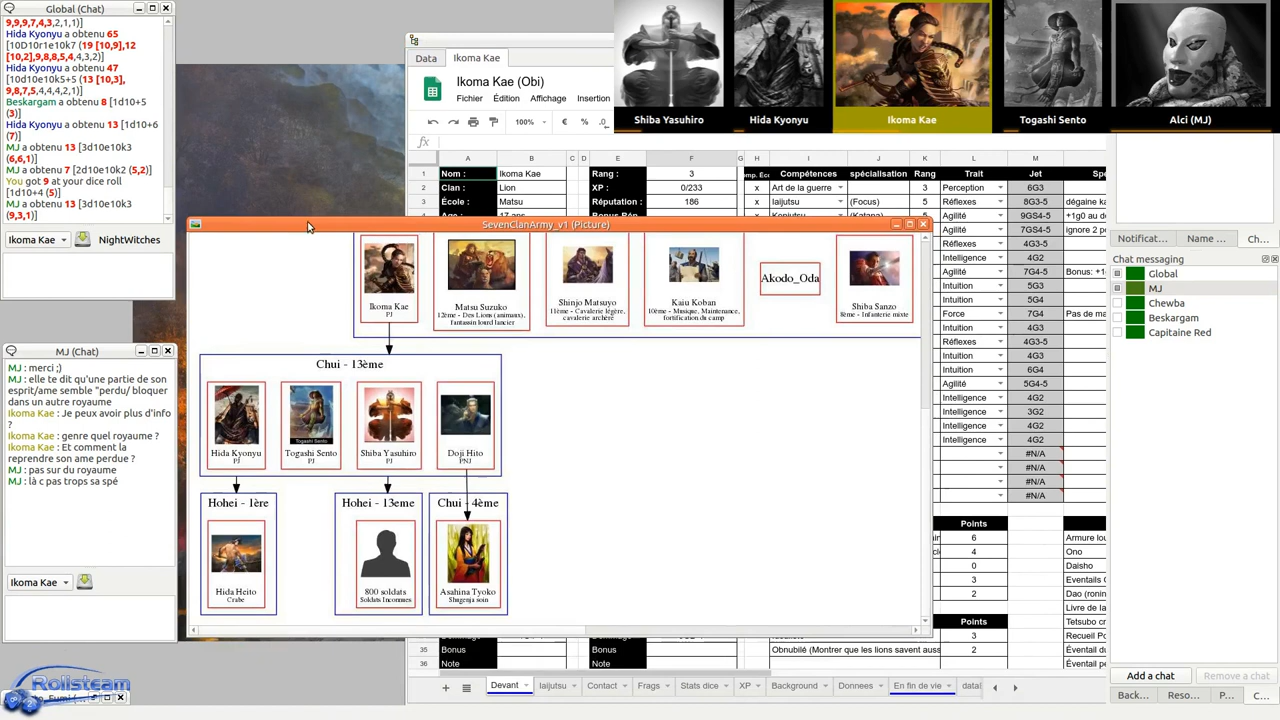 Global (Chat)
9,9,9,7,4,3,2,1,1)]
Hida Kyonyu a obtenu 65
[10D10r1e10k7 (19 [10,9],12
[10,2],9,8,8,5,4,4,3,2)]
Hida Kyonyu a obtenu 47
[10d10e10k5+5 (13 [10,3],
9,8,7,5,4,4,4,2,1)]
Beskargam a obtenu 8 [1d10+5
(3)]
Hida Kyonyu a obtenu 13 [1d10+6
(7)]
MJ a obtenu 13 [3d10e10k3
(6,6,1)]
MJ a obtenu 7 [2d10e10k2 (5,2)]
You got 9 at your dice roll
[1d10+4 (5)]
MJ a obtenu 13 [3d10e10k3
(9,3,1)]
Ikoma Kae
NightWitches
MJ (Chat)
MJ : merci ;)
MJ : elle te dit qu'une partie de son
esprit/ame semble "perdu/ bloquer
dans un autre royaume
Ikoma Kae : Je peux avoir plus d'info
?
Ikoma Kae : genre quel royaume ?
Ikoma Kae : Et comment la
reprendre son ame perdue ?
MJ : pas sur du royaume
MJ : là c pas trops sa spé
Ikoma Kae
Rolisteam
Data
Ikoma Kae
Ikoma Kae (Obi)
Fichier Édition Affichage Insertion
100% € % .0
fx
A B C D E F G H I J K L M
1 Nom : Ikoma Kae Rang : 3 Compétences spécialisation Rang Trait Jet
2 Clan : Lion XP : 0/233 x Art de la guerre 3 Perception 6G3
3 École : Matsu Réputation : 186 x Iaijutsu (Focus) 5 Réflexes 8G3-5 dégaine ka
Agilité 9GS4-5 +1g0 au do
Agilité 7GS4-5 ignore 2 p
Réflexes 4G3-5
Intelligence 4G2
Agilité 7G4-5 Bonus: +1
Intuition 5G3
Intuition 5G4
Force 7G4 Pas de ma
Intuition 4G3
Réflexes 4G3-5
Intuition 4G3
Intuition 6G4
Agilité 5G4-5
Intelligence 4G2
Intelligence 3G2
Intelligence 4G2
Intelligence 4G2
#N/A
#N/A
#N/A
#N/A
Points
6 Armure lou
4 Ono
0 Daisho
3 Eventails C
2 Dao (ronin
Livre de la
Tetsubo cr
Points
3 Recueil Po
Obnubilé (Montrer que les lions savent auss 2 Éventail du
Éventail pe
35 Bonus
36 Note
Devant Iaijutsu Contact Frags Stats dice XP Background Donnees En fin de vie datai
SevenClanArmy_v1 (Picture)
Ikoma Kae
PJ
Matsu Suzuko
12ème - Des Lions (animaux),
fantassin lourd lancier
Shinjo Matsuyo
11ème - Cavalerie légère,
cavalerie archère
Kaiu Koban
10ème - Musique, Maintenance,
fortification du camp
Akodo_Oda
Shiba Sanzo
8ème - Infanterie mixte
Chui - 13ème
Hida Kyonyu
PJ
Togashi Sento
Togashi Sento
PJ
Shiba Yasuhiro
PJ
Doji Hito
PNJ
Hohei - 1ère
Hida Heito
Crabe
Hohei - 13eme
800 soldats
Soldats Inconnues
Chui - 4ème
Asahina Tyoko
Shugenja soin
Shiba Yasuhiro
Hida Kyonyu
Ikoma Kae
Togashi Sento
Alci (MJ)
Notificat...
Name ...
Ch...
Chat messaging
Global
MJ
Chewba
Beskargam
Capitaine Red
Add a chat
Remove a chat
Back...
Reso...
P...
C...